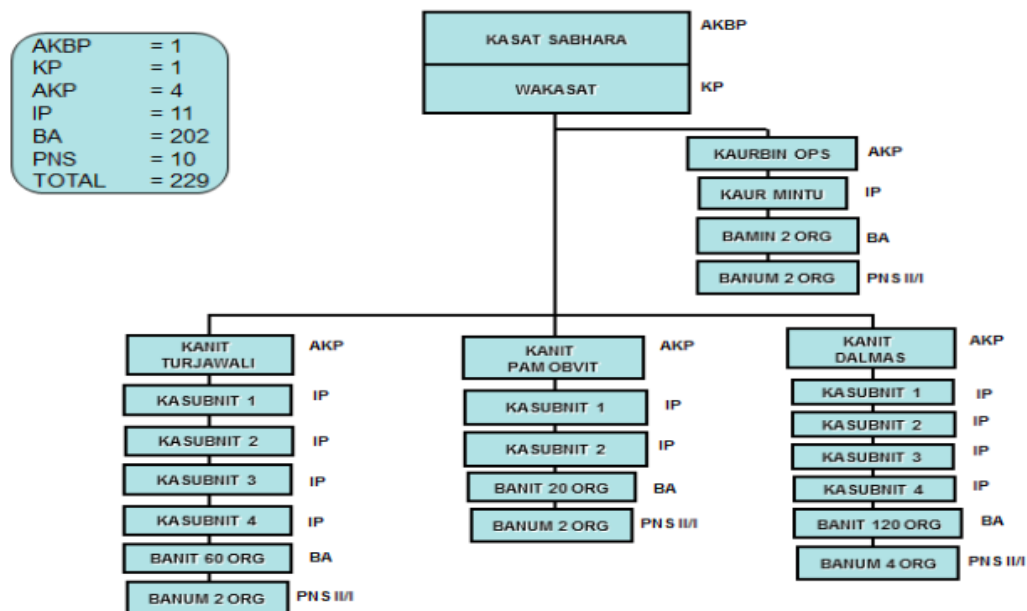 AKBP = 1
KP = 1
AKP = 4
IP = 11
BA = 202
PNS = 10
TOTAL = 229
KASAT SABHARA AKBP
WAKASAT KP
KAURBIN OPS AKP
KAUR MINTU IP
BAMIN 2 ORG BA
BANUM 2 ORG PNS II/I
KANIT
TURJAWALI AKP
KASUBNIT 1 IP
KASUBNIT 2 IP
KASUBNIT 3 IP
KASUBNIT 4 IP
BANIT 60 ORG BA
BANUM 2 ORG PNS II/I
KANIT
PAM OBVIT AKP
KASUBNIT 1 IP
KASUBNIT 2 IP
BANIT 20 ORG BA
BANUM 2 ORG PNS II/I
KANIT
DALMAS AKP
KASUBNIT 1 IP
KASUBNIT 2 IP
KASUBNIT 3 IP
KASUBNIT 4 IP
BANIT 120 ORG BA
BANUM 4 ORG PNS II/I